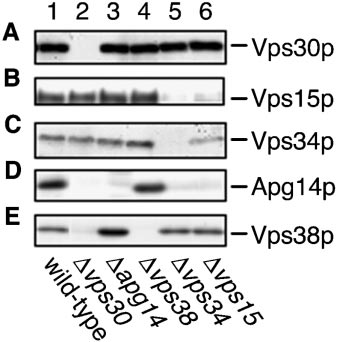 1 2 3 4 5 6
A Vps30p
B Vps15p
C Vps34p
D Apg14p
E Vps38p
wild-type Δvps30 Δapg14 Δvps38 Δvps34 Δvps15